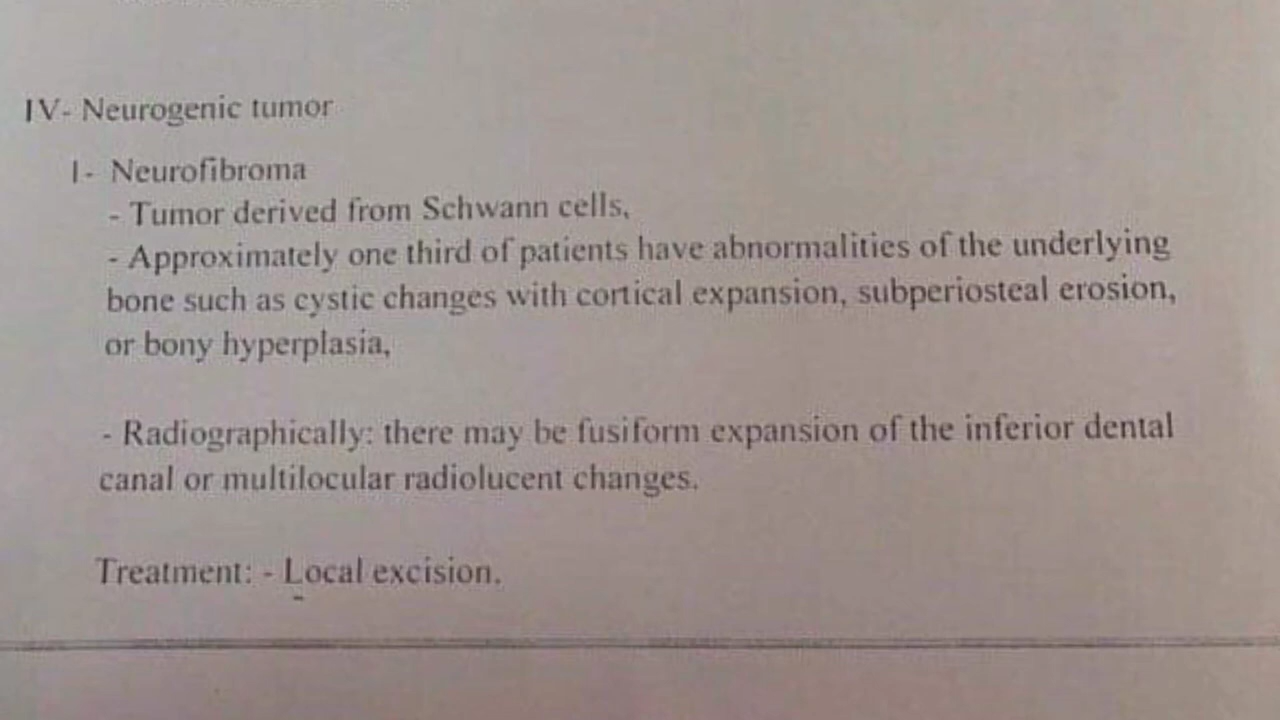 IV- Neurogenic tumor
I- Neurofibroma
- Tumor derived from Schwann cells,
- Approximately one third of patients have abnormalities of the underlying
bone such as cystic changes with cortical expansion, subperiosteal erosion,
or bony hyperplasia,
- Radiographically: there may be fusiform expansion of the inferior dental
canal or multilocular radiolucent changes.
Treatment: - Local excision.